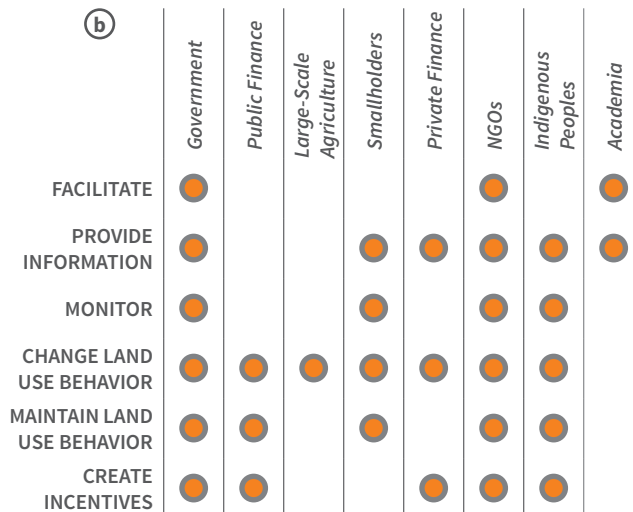 b
Government
Public Finance
Large-Scale
Agriculture
Smallholders
Private Finance
NGOs
Indigenous
Peoples
Academia
FACILITATE
PROVIDE
INFORMATION
MONITOR
CHANGE LAND
USE BEHAVIOR
MAINTAIN LAND
USE BEHAVIOR
CREATE
INCENTIVES